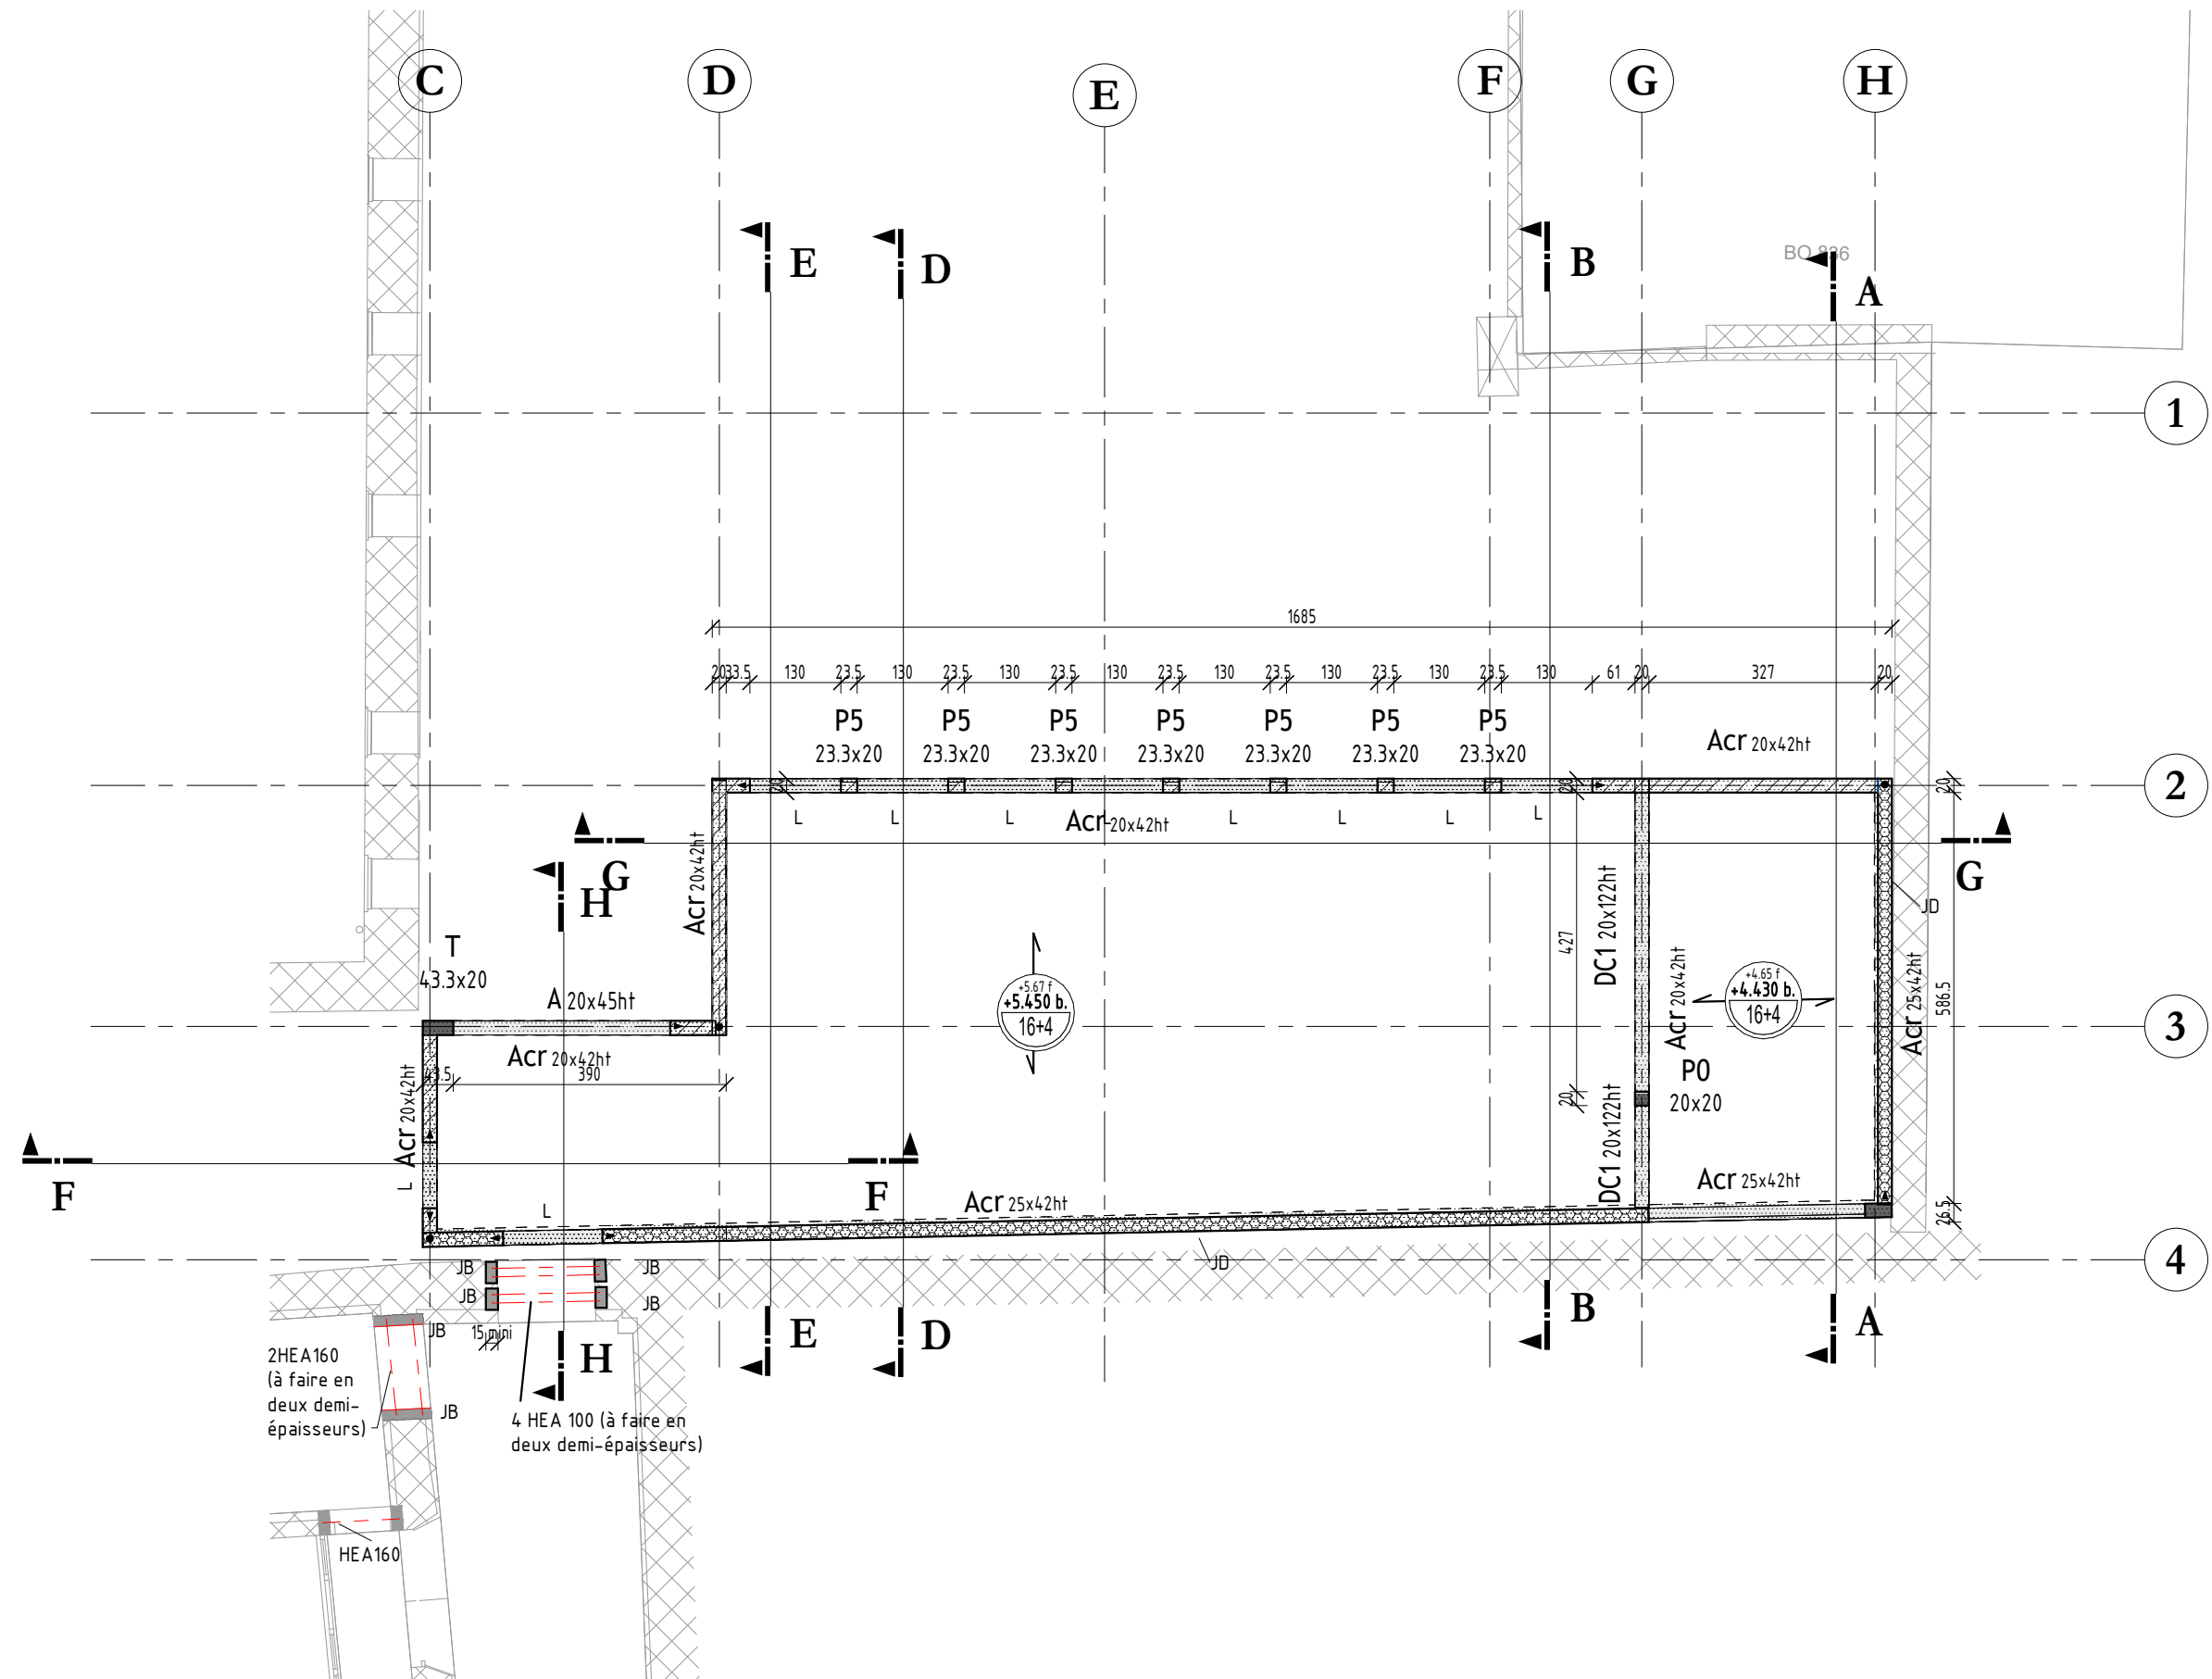 C
D
E
F
G
H
E
D
B
BO 836
A
1
1685
20
33.5
130
23.5
130
23.5
130
23.5
130
23.5
130
23.5
130
23.5
130
23.5
130
61
20
327
20
P5
P5
P5
P5
P5
P5
P5
23.3x20
23.3x20
23.3x20
23.3x20
23.3x20
23.3x20
23.3x20
Acr 20x42ht
2
20
20
L
L
L
Acr 20x42ht
L
L
L
L
L
Acr 20x42ht
G
H
G
JD
T
43.3x20
A 20x45ht
+5.67 f
+5.450 b.
16+4
427
DC1 20x122ht
Acr 20x42ht
+4.65 f
+4.430 b.
16+4
Acr 25x42ht
586.5
3
Acr 20x42ht
43.5
390
P0
20x20
20
L
Acr 20x42ht
F
F
L
Acr 25x42ht
DC1 20x122ht
Acr 25x42ht
26.5
JD
4
JB
JB
JB
JB
JB
15 mini
E
D
B
A
H
2HEA160
(à faire en
deux demi-
épaisseurs)
JB
4 HEA 100 (à faire en
deux demi-épaisseurs)
HEA160